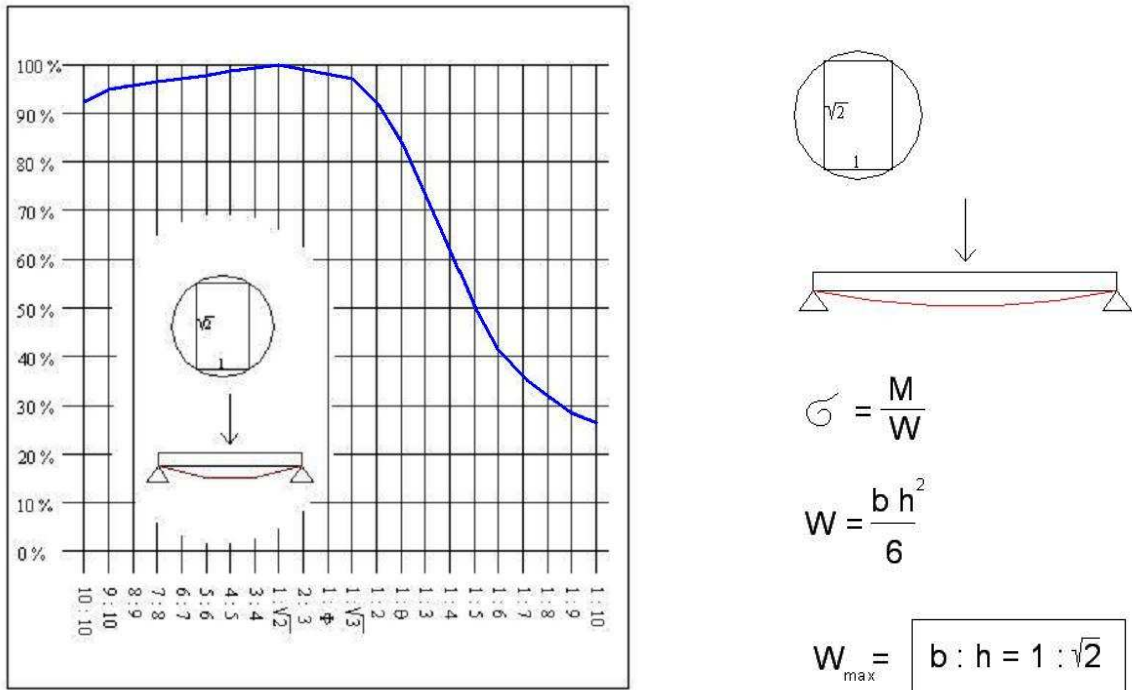 100 %
90 %
80 %
70 %
60 %
50 %
40 %
30 %
20 %
10 %
0 %
√2
1
10 : 10
9 : 10
8 : 9
7 : 8
6 : 7
5 : 6
4 : 5
3 : 4
1 : √2
2 : 3
1 : Φ
1 : √3
1 : 2
1 : θ
1 : 3
1 : 4
1 : 5
1 : 6
1 : 7
1 : 8
1 : 9
1 : 10
√2
1
σ = M / W
W = b h² / 6
Wmax = b : h = 1 : √2